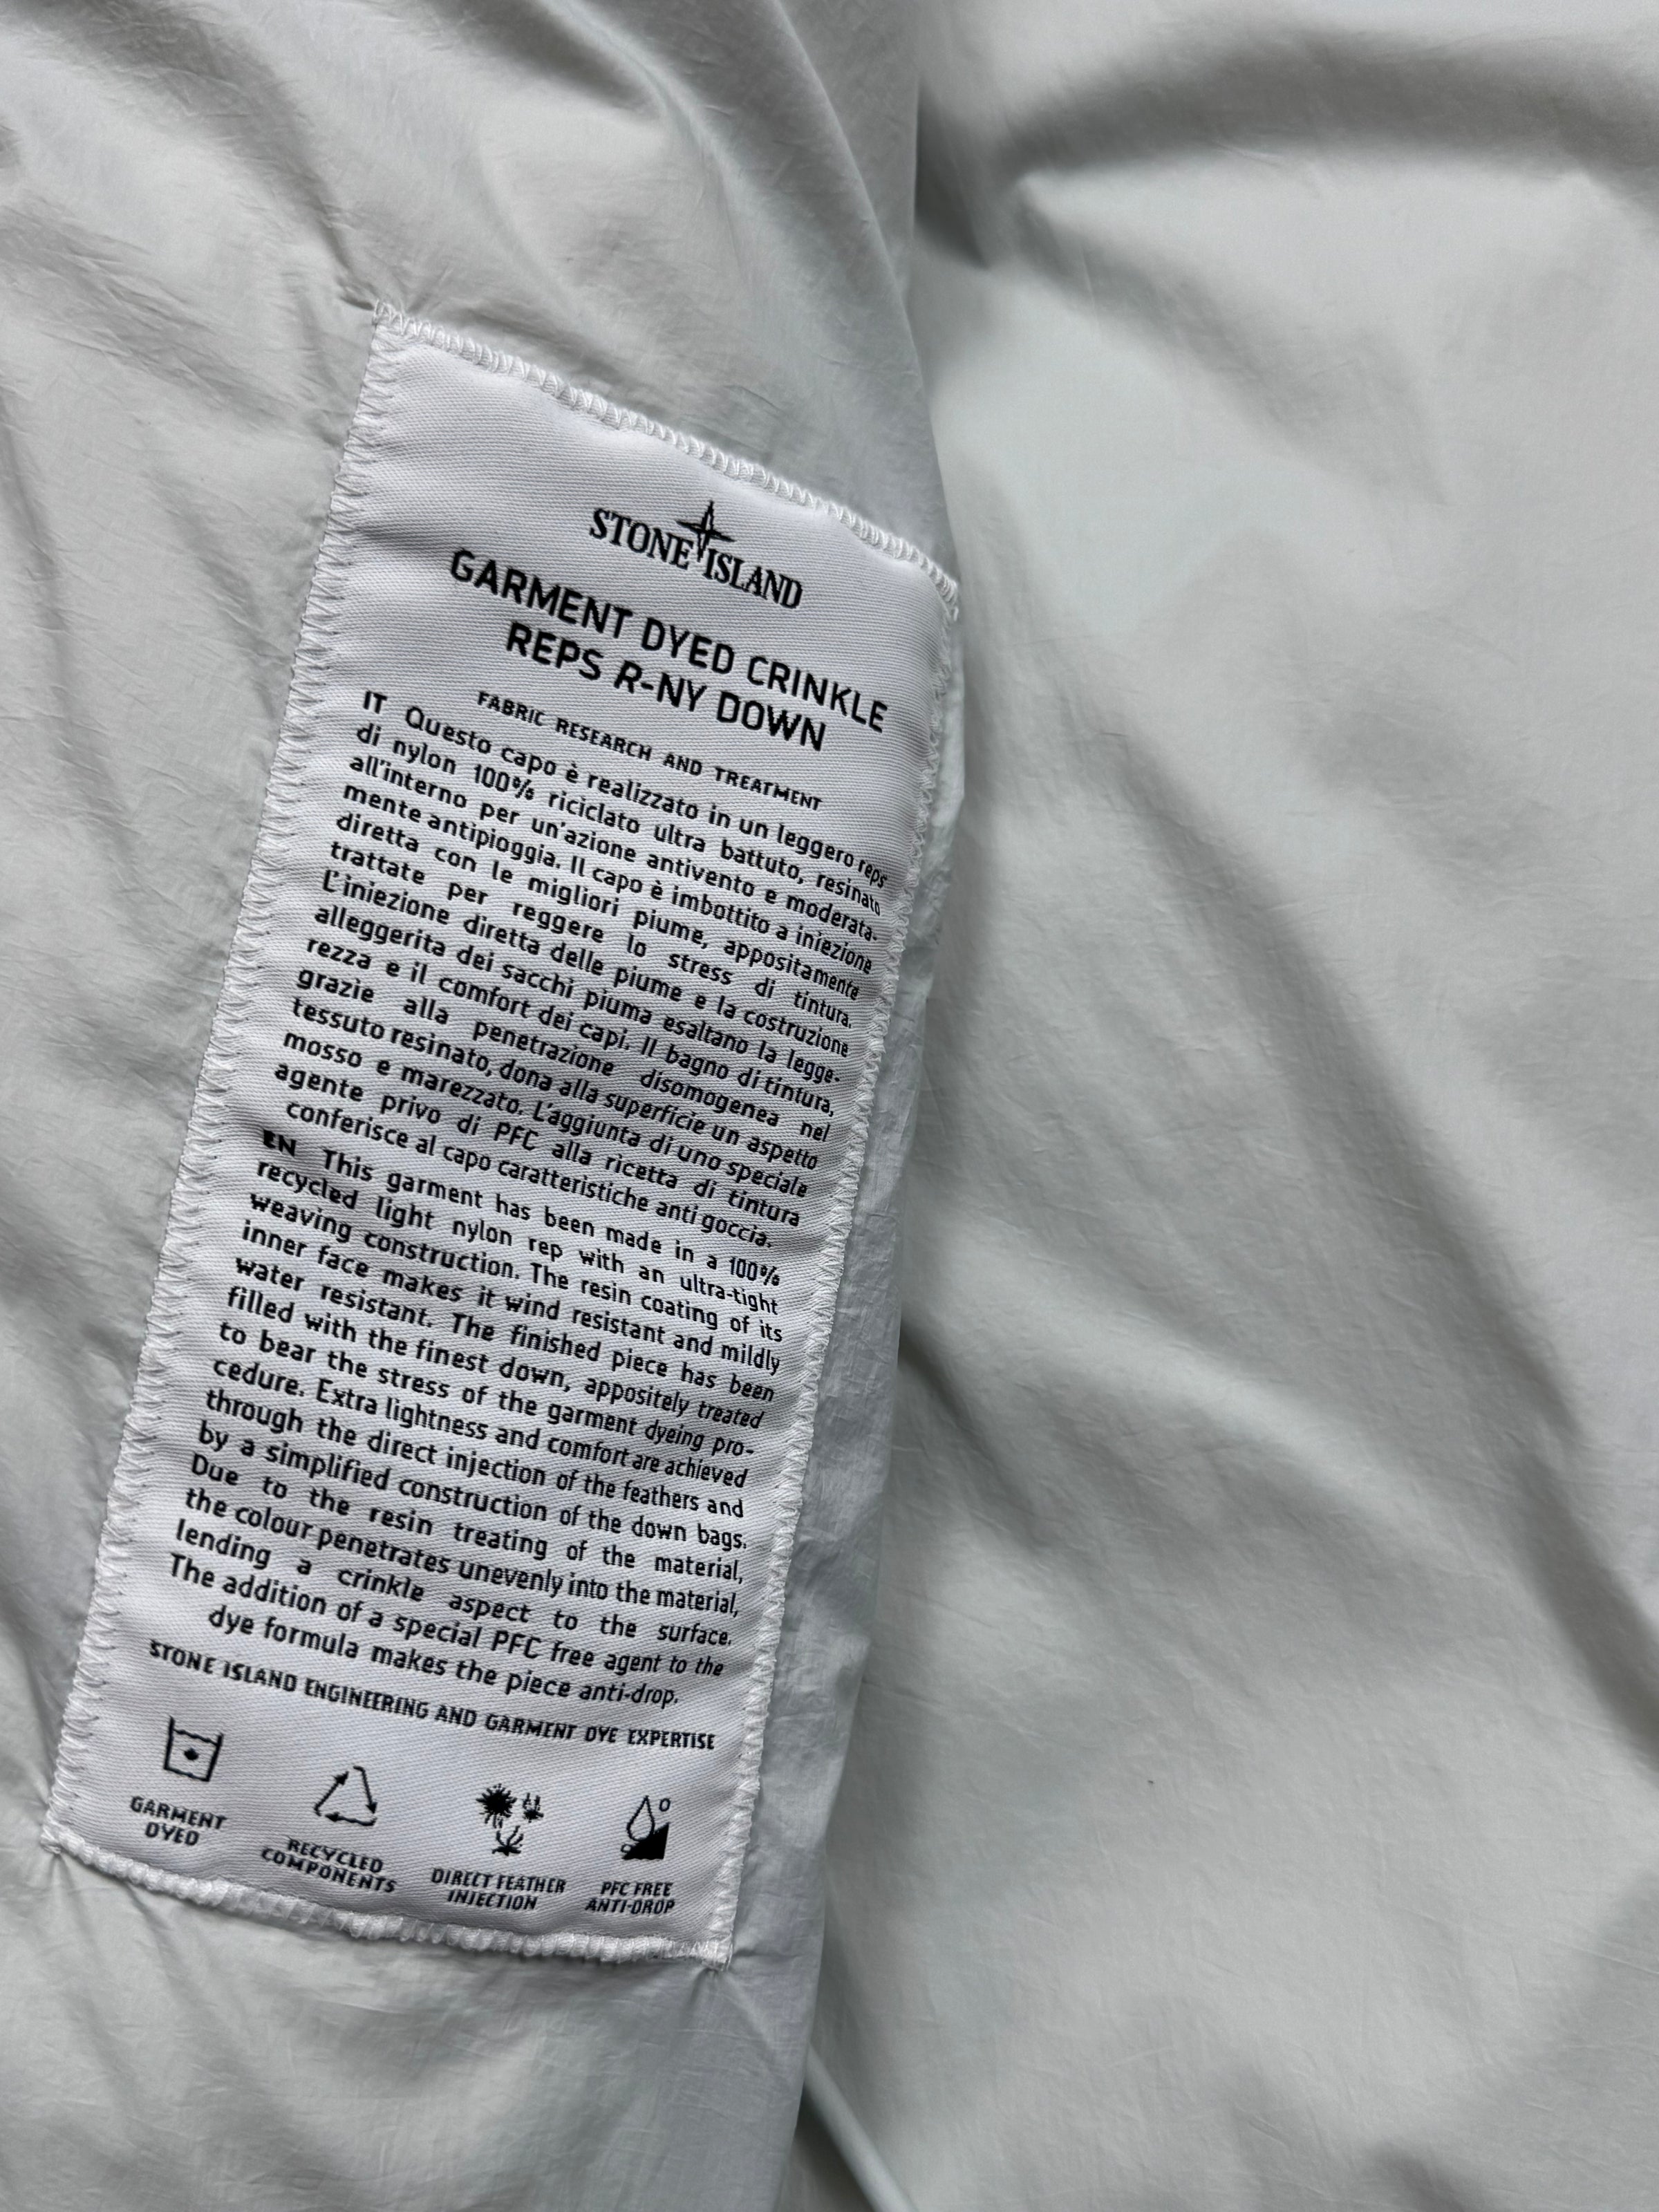 STONE ISLAND
GARMENT DYED CRINKLE
REPS R-NY DOWN
FABRIC RESEARCH AND TREATMENT
IT Questo capo è realizzato in un leggero reps
di nylon 100% riciclato ultra battuto, resinato
all'interno per un'azione antivento e moderata-
mente antipioggia. Il capo è imbottito a iniezione
diretta con le migliori piume, appositamente
trattate per reggere lo stress di tintura.
L'iniezione diretta delle piume e la costruzione
alleggerita dei sacchi piuma esaltano la legge-
rezza e il comfort dei capi. Il bagno di tintura,
grazie alla penetrazione disomogenea nel
tessuto resinato, dona alla superficie un aspetto
mosso e marezzato. L'aggiunta di uno speciale
agente privo di PFC alla ricetta di tintura
conferisce al capo caratteristiche anti goccia.
EN This garment has been made in a 100%
recycled light nylon rep with an ultra-tight
weaving construction. The resin coating of its
inner face makes it wind resistant and mildly
water resistant. The finished piece has been
filled with the finest down, appositely treated
to bear the stress of the garment dyeing pro-
cedure. Extra lightness and comfort are achieved
through the direct injection of the feathers and
by a simplified construction of the down bags.
Due to the resin treating of the material,
the colour penetrates unevenly into the material,
lending a crinkle aspect to the surface.
The addition of a special PFC free agent to the
dye formula makes the piece anti-drop.
STONE ISLAND ENGINEERING AND GARMENT DYE EXPERTISE
GARMENT
DYED
RECYCLED
COMPONENTS
DIRECT FEATHER
INJECTION
PFC FREE
ANTI-DROP